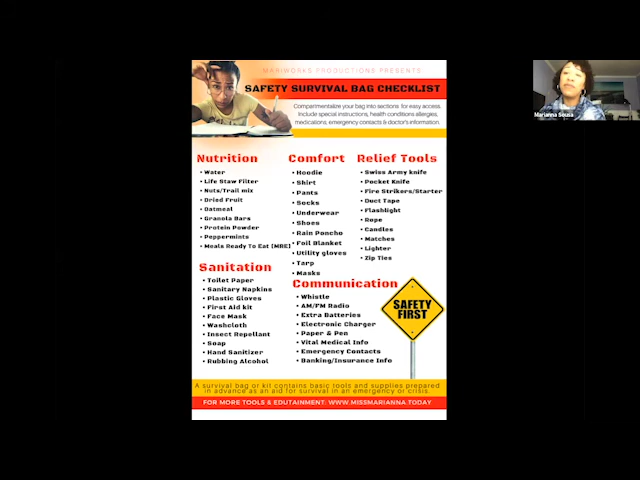 MARIWORKS PRODUCTIONS PRESENTS
SAFETY SURVIVAL BAG CHECKLIST
Compartmentalize your bag into sections for easy access.
Include special instructions, health conditions allergies,
medications, emergency contacts & doctor's information.
Nutrition
• Water
• Life Staw Filter
• Nuts/Trail mix
• Dried Fruit
• Oatmeal
• Granola Bars
• Protein Powder
• Peppermints
• Meals Ready To Eat (MRE)
Comfort
• Hoodie
• Shirt
• Pants
• Socks
• Underwear
• Shoes
• Rain Poncho
• Foil Blanket
• Utility gloves
• Tarp
• Masks
Relief Tools
• Swiss Army knife
• Pocket Knife
• Fire Strikers/Starter
• Duct Tape
• Flashlight
• Rope
• Candles
• Matches
• Lighter
• Zip Ties
Sanitation
• Toilet Paper
• Sanitary Napkins
• Plastic Gloves
• First Aid kit
• Face Mask
• Washcloth
• Insect Repellant
• Soap
• Hand Sanitizer
• Rubbing Alcohol
Communication
• Whistle
• AM/FM Radio
• Extra Batteries
• Electronic Charger
• Paper & Pen
• Vital Medical Info
• Emergency Contacts
• Banking/Insurance Info
SAFETY
FIRST
A survival bag or kit contains basic tools and supplies prepared
in advance as an aid for survival in an emergency or crisis.
FOR MORE TOOLS & EDUTAINMENT: WWW.MISSMARIANNA.TODAY
Marianna Sousa